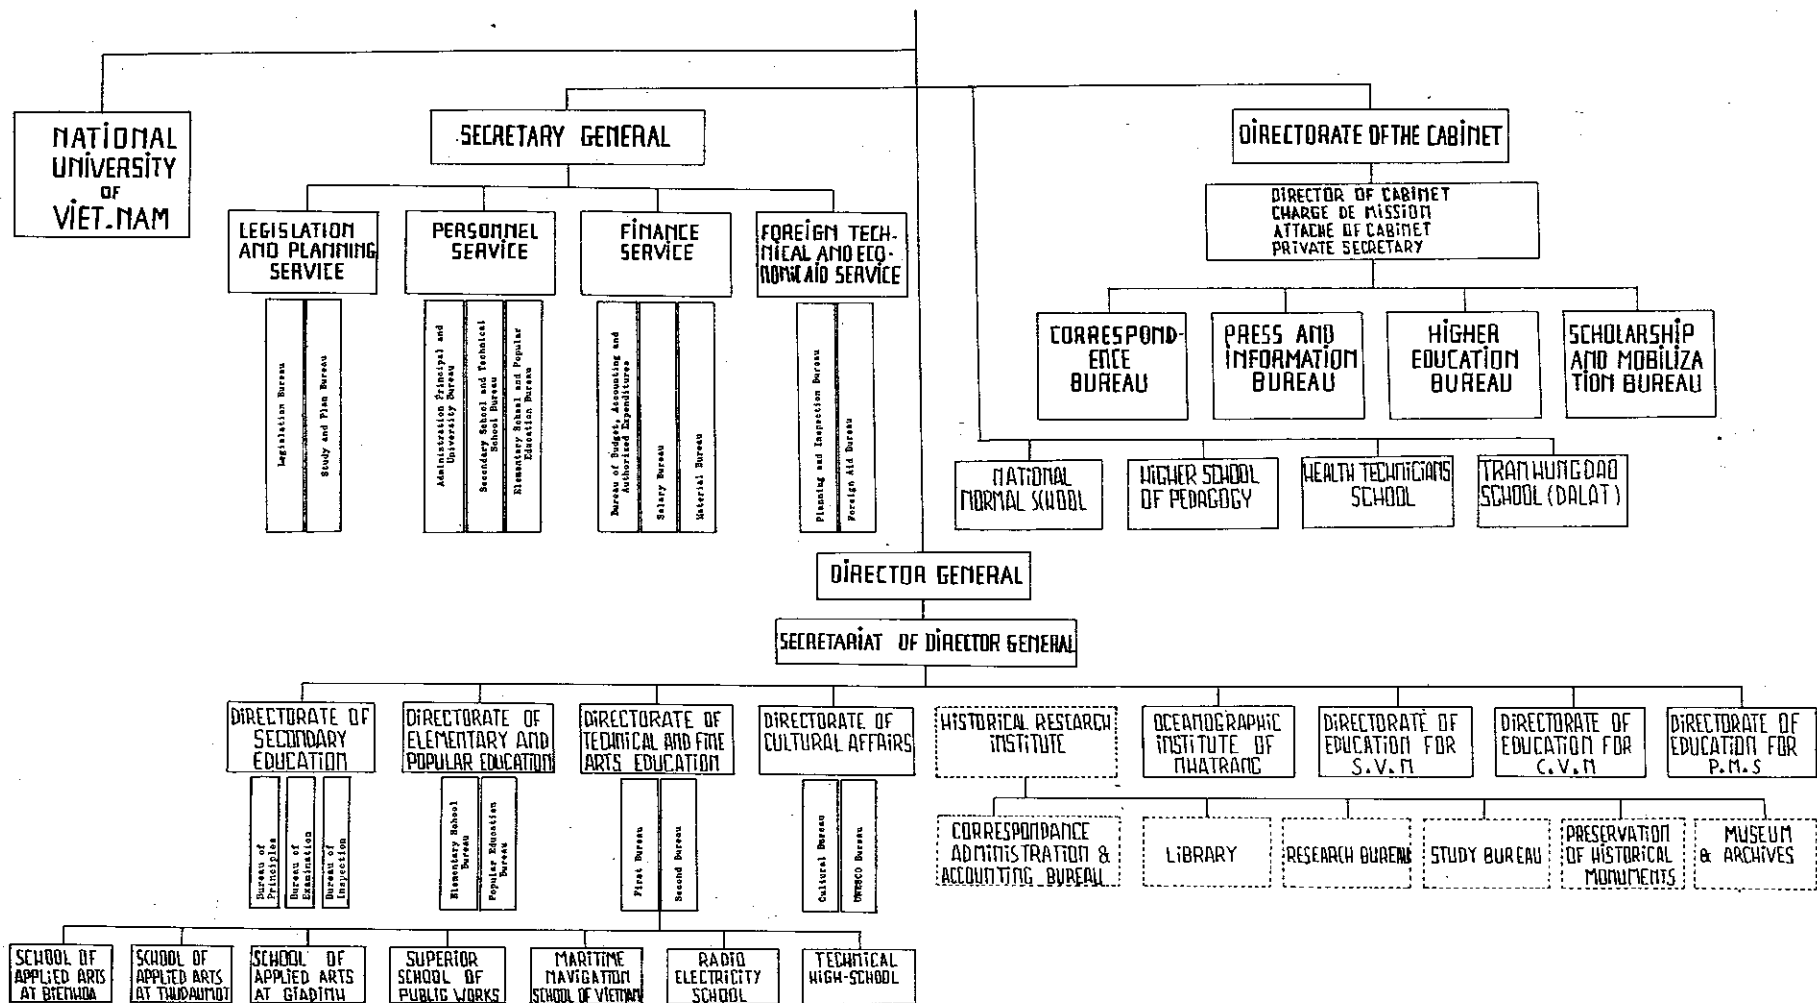 NATIONAL
UNIVERSITY
OF
VIET-NAM
SECRETARY GENERAL
DIRECTORATE OF THE CABINET
DIRECTOR OF CABINET
CHARGE DE MISSION
ATTACHE OF CABINET
PRIVATE SECRETARY
LEGISLATION
AND PLANNING
SERVICE
PERSONNEL
SERVICE
FINANCE
SERVICE
FOREIGN TECH-
NICAL AND ECO-
NOMIC AID SERVICE
Legislation Bureau
Study and Plan Bureau
Administration Principal and
University Bureau
Secondary School and Technical
School Bureau
Elementary School and Popular
Education Bureau
Bureau of Budget, Accounting and
Authorized Expenditures
Salary Bureau
Material Bureau
Planning and Inspection Bureau
Foreign Aid Bureau
CORRESPOND-
ENCE
BUREAU
PRESS AND
INFORMATION
BUREAU
HIGHER
EDUCATION
BUREAU
SCHOLARSHIP
AND MOBILIZA
TION BUREAU
NATIONAL
NORMAL SCHOOL
HIGHER SCHOOL
OF PEDAGOGY
HEALTH TECHNICIANS
SCHOOL
TRAN HUNG DAO
SCHOOL (DALAT)
DIRECTOR GENERAL
SECRETARIAT OF DIRECTOR GENERAL
DIRECTORATE OF
SECONDARY
EDUCATION
DIRECTORATE OF
ELEMENTARY AND
POPULAR EDUCATION
DIRECTORATE OF
TECHNICAL AND FINE
ARTS EDUCATION
DIRECTORATE OF
CULTURAL AFFAIRS
HISTORICAL RESEARCH
INSTITUTE
OCEANOGRAPHIC
INSTITUTE OF
NHATRANG
DIRECTORATE OF
EDUCATION FOR
S.V.N
DIRECTORATE OF
EDUCATION FOR
C.V.N
DIRECTORATE OF
EDUCATION FOR
P.M.S
Bureau of
Principles
Bureau of
Examination
Bureau of
Inspection
Elementary School
Bureau
Popular Education
Bureau
First Bureau
Second Bureau
Cultural Bureau
UNESCO Bureau
CORRESPONDANCE
ADMINISTRATION &
ACCOUNTING BUREAU
LIBRARY
RESEARCH BUREAU
STUDY BUREAU
PRESERVATION
OF HISTORICAL
MONUMENTS
MUSEUM
& ARCHIVES
SCHOOL OF
APPLIED ARTS
AT BIENHOA
SCHOOL OF
APPLIED ARTS
AT THUDAUMOT
SCHOOL OF
APPLIED ARTS
AT GIADINH
SUPERIOR
SCHOOL OF
PUBLIC WORKS
MARITIME
NAVIGATION
SCHOOL OF VIETNAM
RADIO
ELECTRICITY
SCHOOL
TECHNICAL
HIGH-SCHOOL